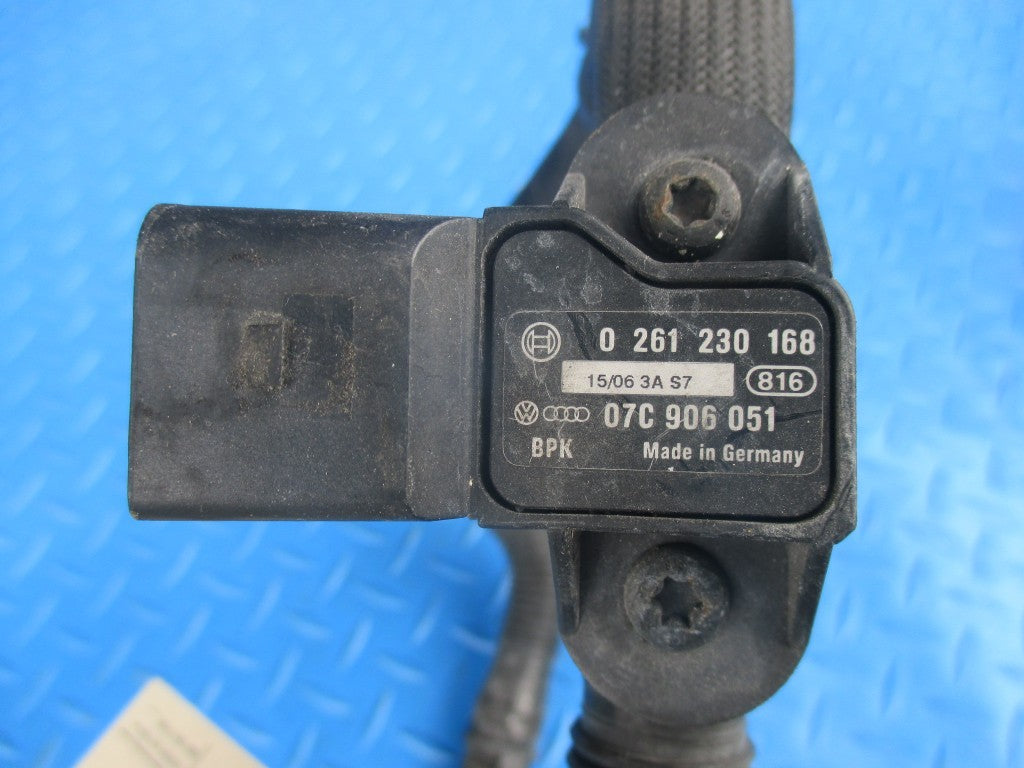 0 261 230 168
15/06 3A S7 816
07C 906 051
BPK Made in Germany